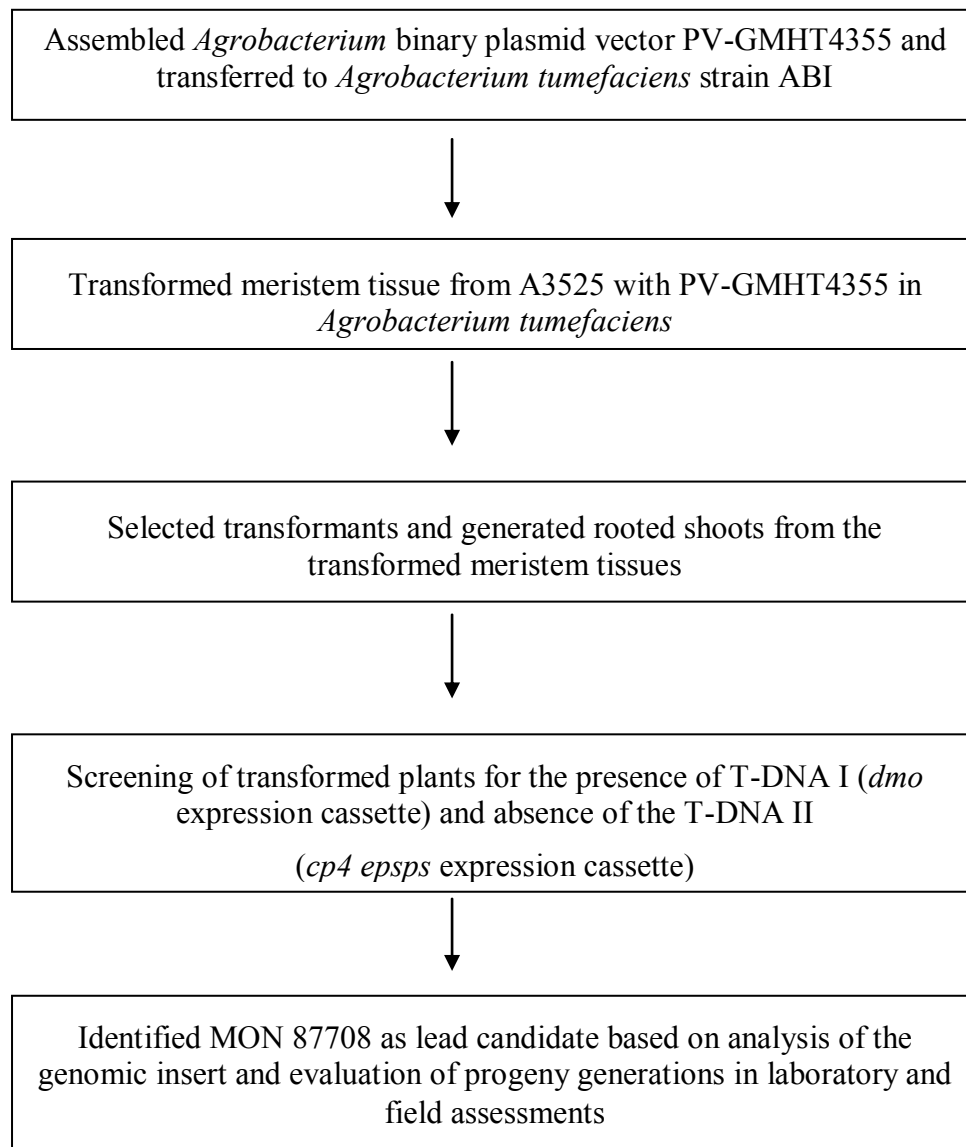 Assembled Agrobacterium binary plasmid vector PV-GMHT4355 and
transferred to Agrobacterium tumefaciens strain ABI
Transformed meristem tissue from A3525 with PV-GMHT4355 in
Agrobacterium tumefaciens
Selected transformants and generated rooted shoots from the
transformed meristem tissues
Screening of transformed plants for the presence of T-DNA I (dmo
expression cassette) and absence of the T-DNA II
(cp4 epsps expression cassette)
Identified MON 87708 as lead candidate based on analysis of the
genomic insert and evaluation of progeny generations in laboratory and
field assessments